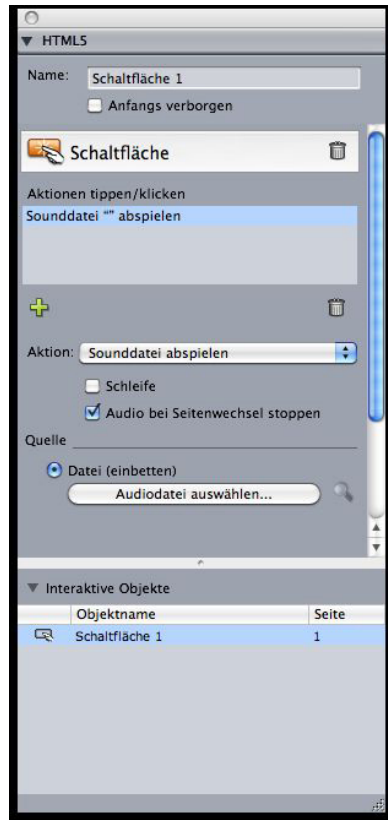 HTML5
Name: Schaltfläche 1
Anfangs verborgen
Schaltfläche
Aktionen tippen/klicken
Sounddatei “” abspielen
Aktion: Sounddatei abspielen
Schleife
Audio bei Seitenwechsel stoppen
Quelle
Datei (einbetten)
Audiodatei auswählen...
Interaktive Objekte
Objektname Seite
Schaltfläche 1 1